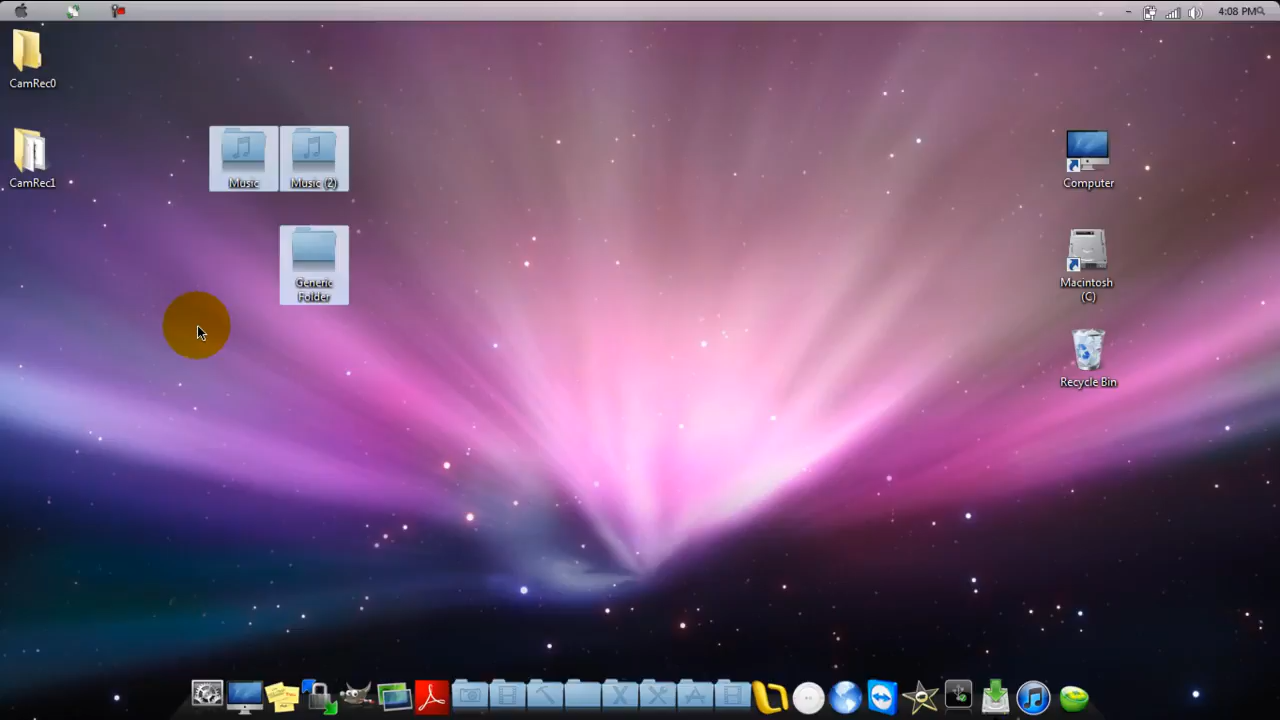 4:08 PM
CamRec0
CamRec1
Music
Music (2)
Generic
Folder
Computer
Macintosh
(C)
Recycle Bin